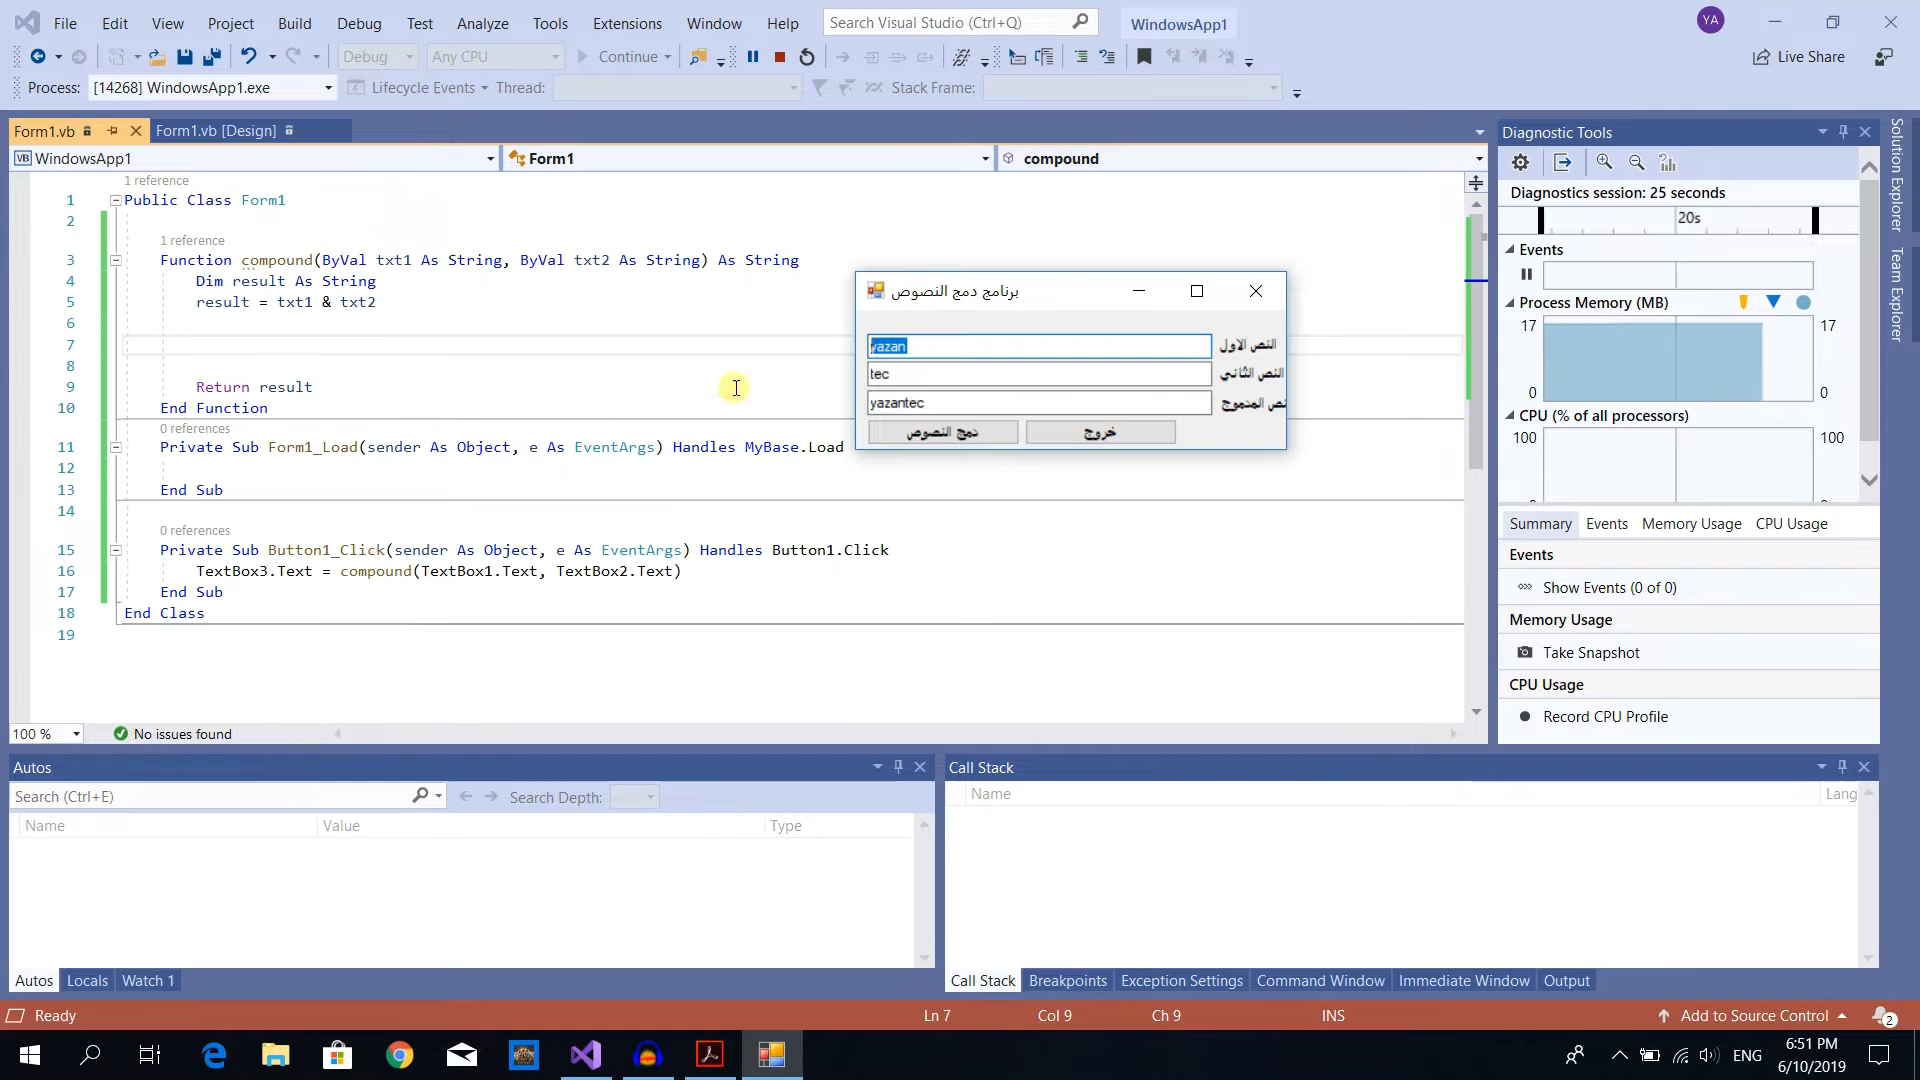 File Edit View Project Build Debug Test Analyze Tools Extensions Window Help Search Visual Studio (Ctrl+Q) WindowsApp1 YA
Debug Any CPU Continue Live Share
Process: [14268] WindowsApp1.exe Lifecycle Events Thread: Stack Frame:
Form1.vb Form1.vb [Design]
VB WindowsApp1 Form1 compound
1 reference
1 Public Class Form1
2
1 reference
3 Function compound(ByVal txt1 As String, ByVal txt2 As String) As String
4 Dim result As String
5 result = txt1 & txt2
6
7
8
9 Return result
10 End Function
0 references
11 Private Sub Form1_Load(sender As Object, e As EventArgs) Handles MyBase.Load
12
13 End Sub
14
0 references
15 Private Sub Button1_Click(sender As Object, e As EventArgs) Handles Button1.Click
16 TextBox3.Text = compound(TextBox1.Text, TextBox2.Text)
17 End Sub
18 End Class
19
100 % No issues found
برنامج دمج النصوص
yazan النص الاول
tec النص الثاني
yazantec نص المدموج
دمج النصوص خروج
Diagnostic Tools
Diagnostics session: 25 seconds
20s
Events
Process Memory (MB)
17 17
0 0
CPU (% of all processors)
100 100
Summary Events Memory Usage CPU Usage
Events
Show Events (0 of 0)
Memory Usage
Take Snapshot
CPU Usage
Record CPU Profile
Solution Explorer
Team Explorer
Autos
Search (Ctrl+E) Search Depth:
Name Value Type
Autos Locals Watch 1
Call Stack
Name Lang
Call Stack Breakpoints Exception Settings Command Window Immediate Window Output
Ready Ln 7 Col 9 Ch 9 INS Add to Source Control 2
ENG 6:51 PM
6/10/2019